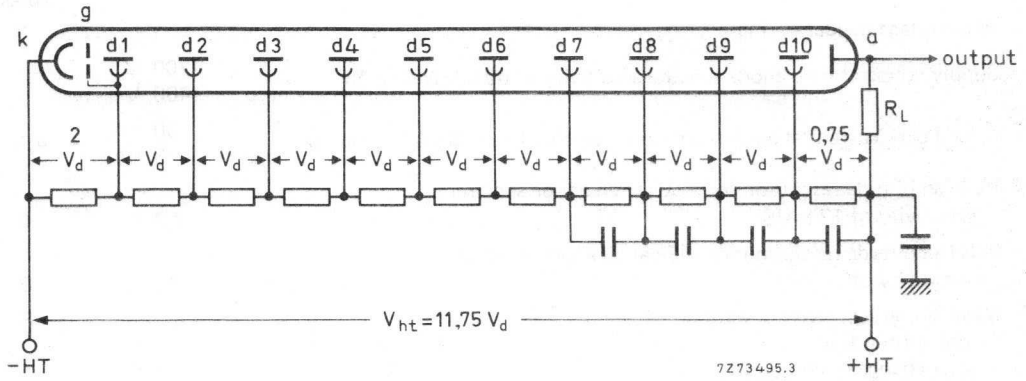 g
k d1 d2 d3 d4 d5 d6 d7 d8 d9 d10 a
output
R_L
2 0,75
V_d V_d V_d V_d V_d V_d V_d V_d V_d V_d V_d
V_ht = 11,75 V_d
-HT 7Z73495.3 +HT